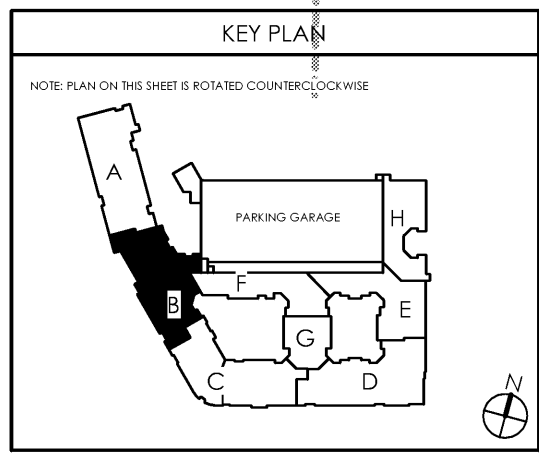 KEY PLAN
NOTE: PLAN ON THIS SHEET IS ROTATED COUNTERCLOCKWISE
A
PARKING GARAGE
H
F
B
E
G
C
D
N